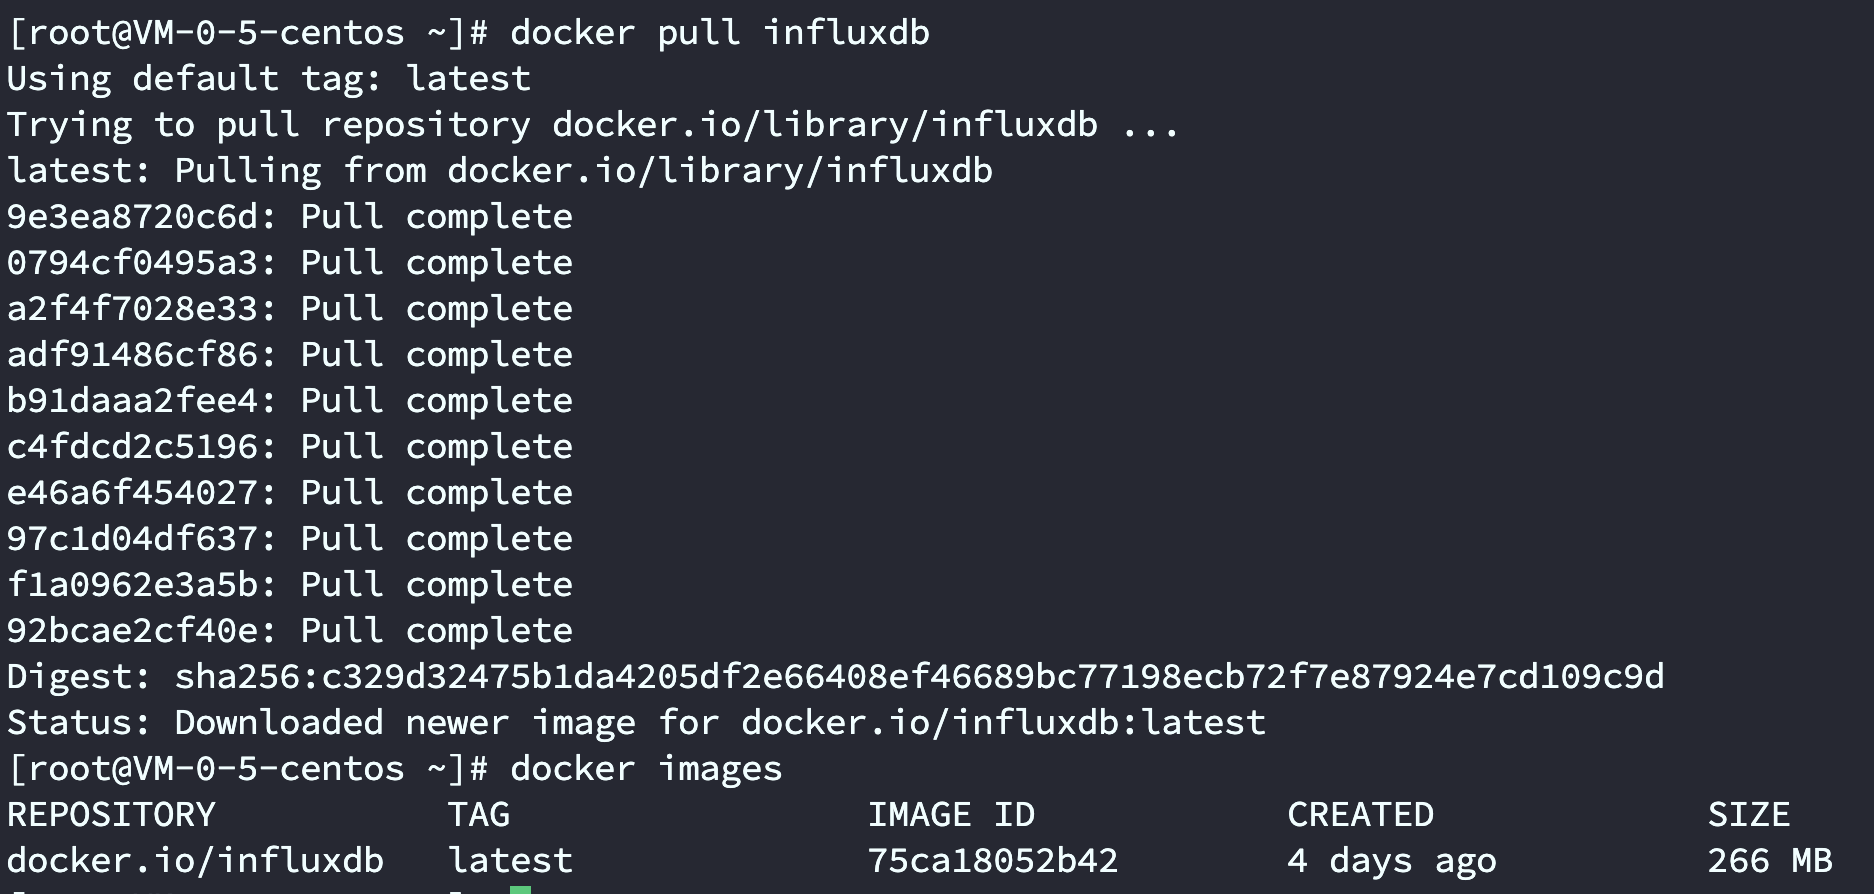 [root@VM-0-5-centos ~]# docker pull influxdb
Using default tag: latest
Trying to pull repository docker.io/library/influxdb ...
latest: Pulling from docker.io/library/influxdb
9e3ea8720c6d: Pull complete
0794cf0495a3: Pull complete
a2f4f7028e33: Pull complete
adf91486cf86: Pull complete
b91daaa2fee4: Pull complete
c4fdcd2c5196: Pull complete
e46a6f454027: Pull complete
97c1d04df637: Pull complete
f1a0962e3a5b: Pull complete
92bcae2cf40e: Pull complete
Digest: sha256:c329d32475b1da4205df2e66408ef46689bc77198ecb72f7e87924e7cd109c9d
Status: Downloaded newer image for docker.io/influxdb:latest
[root@VM-0-5-centos ~]# docker images
REPOSITORY TAG IMAGE ID CREATED SIZE
docker.io/influxdb latest 75ca18052b42 4 days ago 266 MB